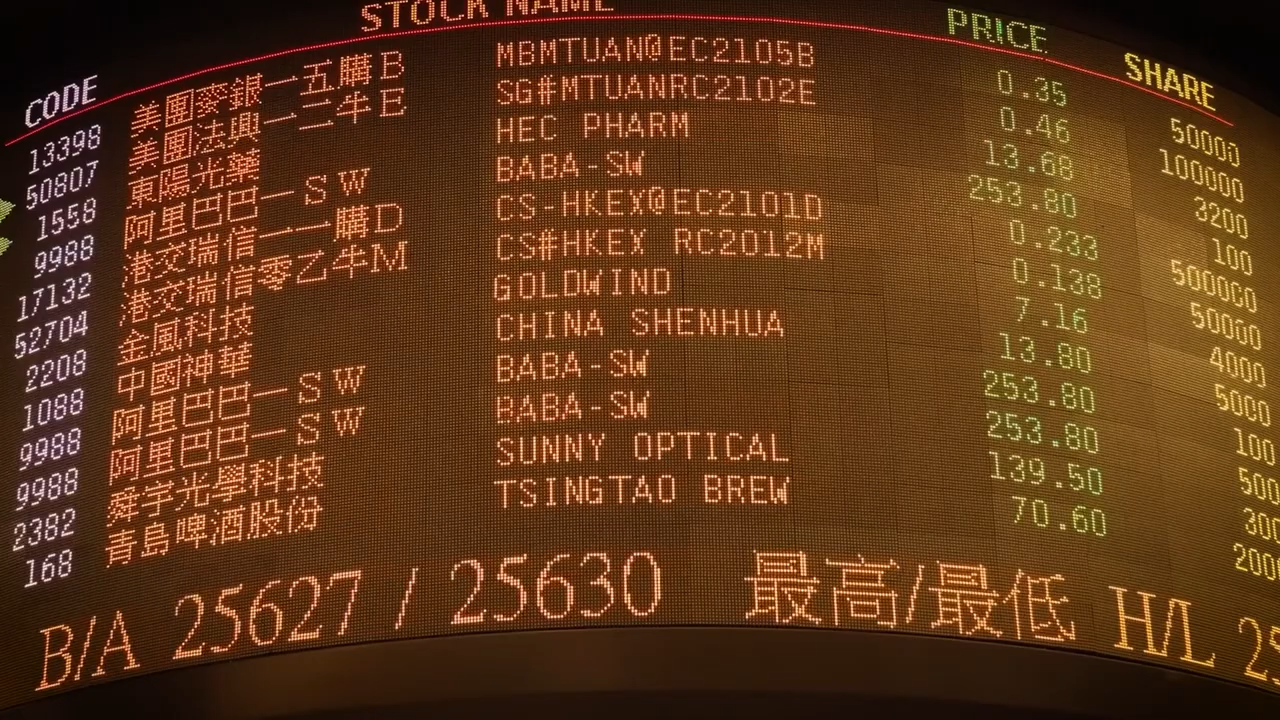 CODE STOCK NAME PRICE SHARE
13398 美團麥銀一五購B MBMTUAN@EC2105B 0.35 50000
50807 美團法興一二牛E SG#MTUANRC2102E 0.46 100000
1558 東陽光藥 HEC PHARM 13.68 3200
9988 阿里巴巴－SW BABA-SW 253.80 100
17132 港交瑞信一一購D CS-HKEX@EC2101D 0.233 500000
52704 港交瑞信零乙牛M CS#HKEX RC2012M 0.138 50000
2208 金風科技 GOLDWIND 7.16 4000
1088 中國神華 CHINA SHENHUA 13.80 5000
9988 阿里巴巴－SW BABA-SW 253.80 100
9988 阿里巴巴－SW BABA-SW 253.80 500
2382 舜宇光學科技 SUNNY OPTICAL 139.50 300
168 青島啤酒股份 TSINGTAO BREW 70.60 2000
B/A 25627 / 25630 最高/最低 H/L 25